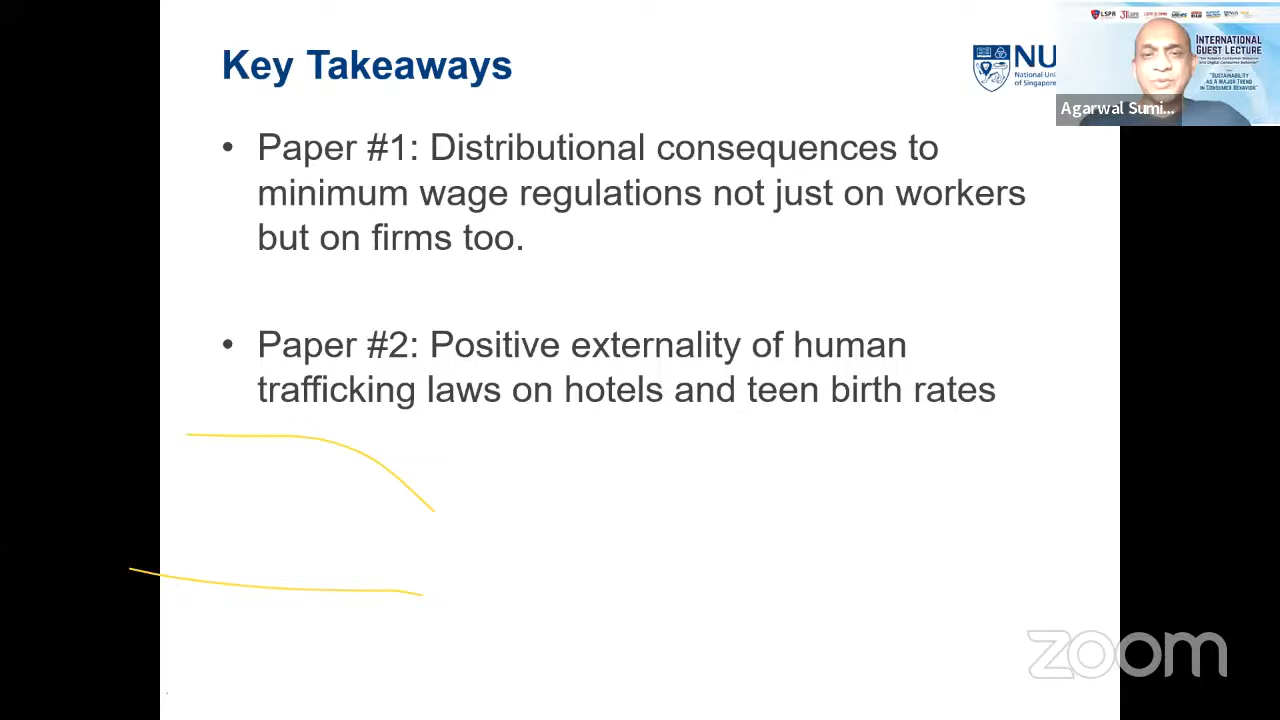 Key Takeaways
NU
National Uni
of Singapore
LSPR
INTERNATIONAL
GUEST LECTURE
"SUSTAINABILITY
AS A MAJOR TREND
IN CONSUMER BEHAVIOR"
Agarwal Sumi...
• Paper #1: Distributional consequences to
minimum wage regulations not just on workers
but on firms too.
• Paper #2: Positive externality of human
trafficking laws on hotels and teen birth rates
zoom